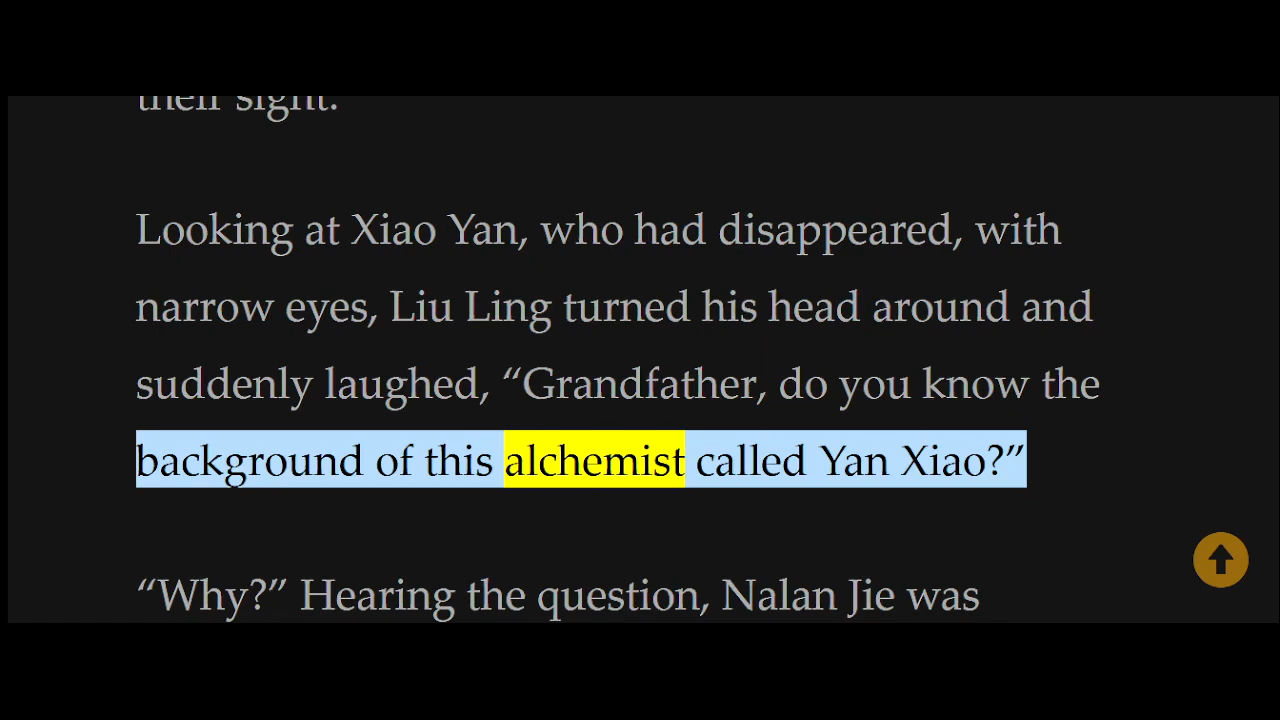 their sight.
Looking at Xiao Yan, who had disappeared, with
narrow eyes, Liu Ling turned his head around and
suddenly laughed, “Grandfather, do you know the
background of this alchemist called Yan Xiao?”
“Why?” Hearing the question, Nalan Jie was